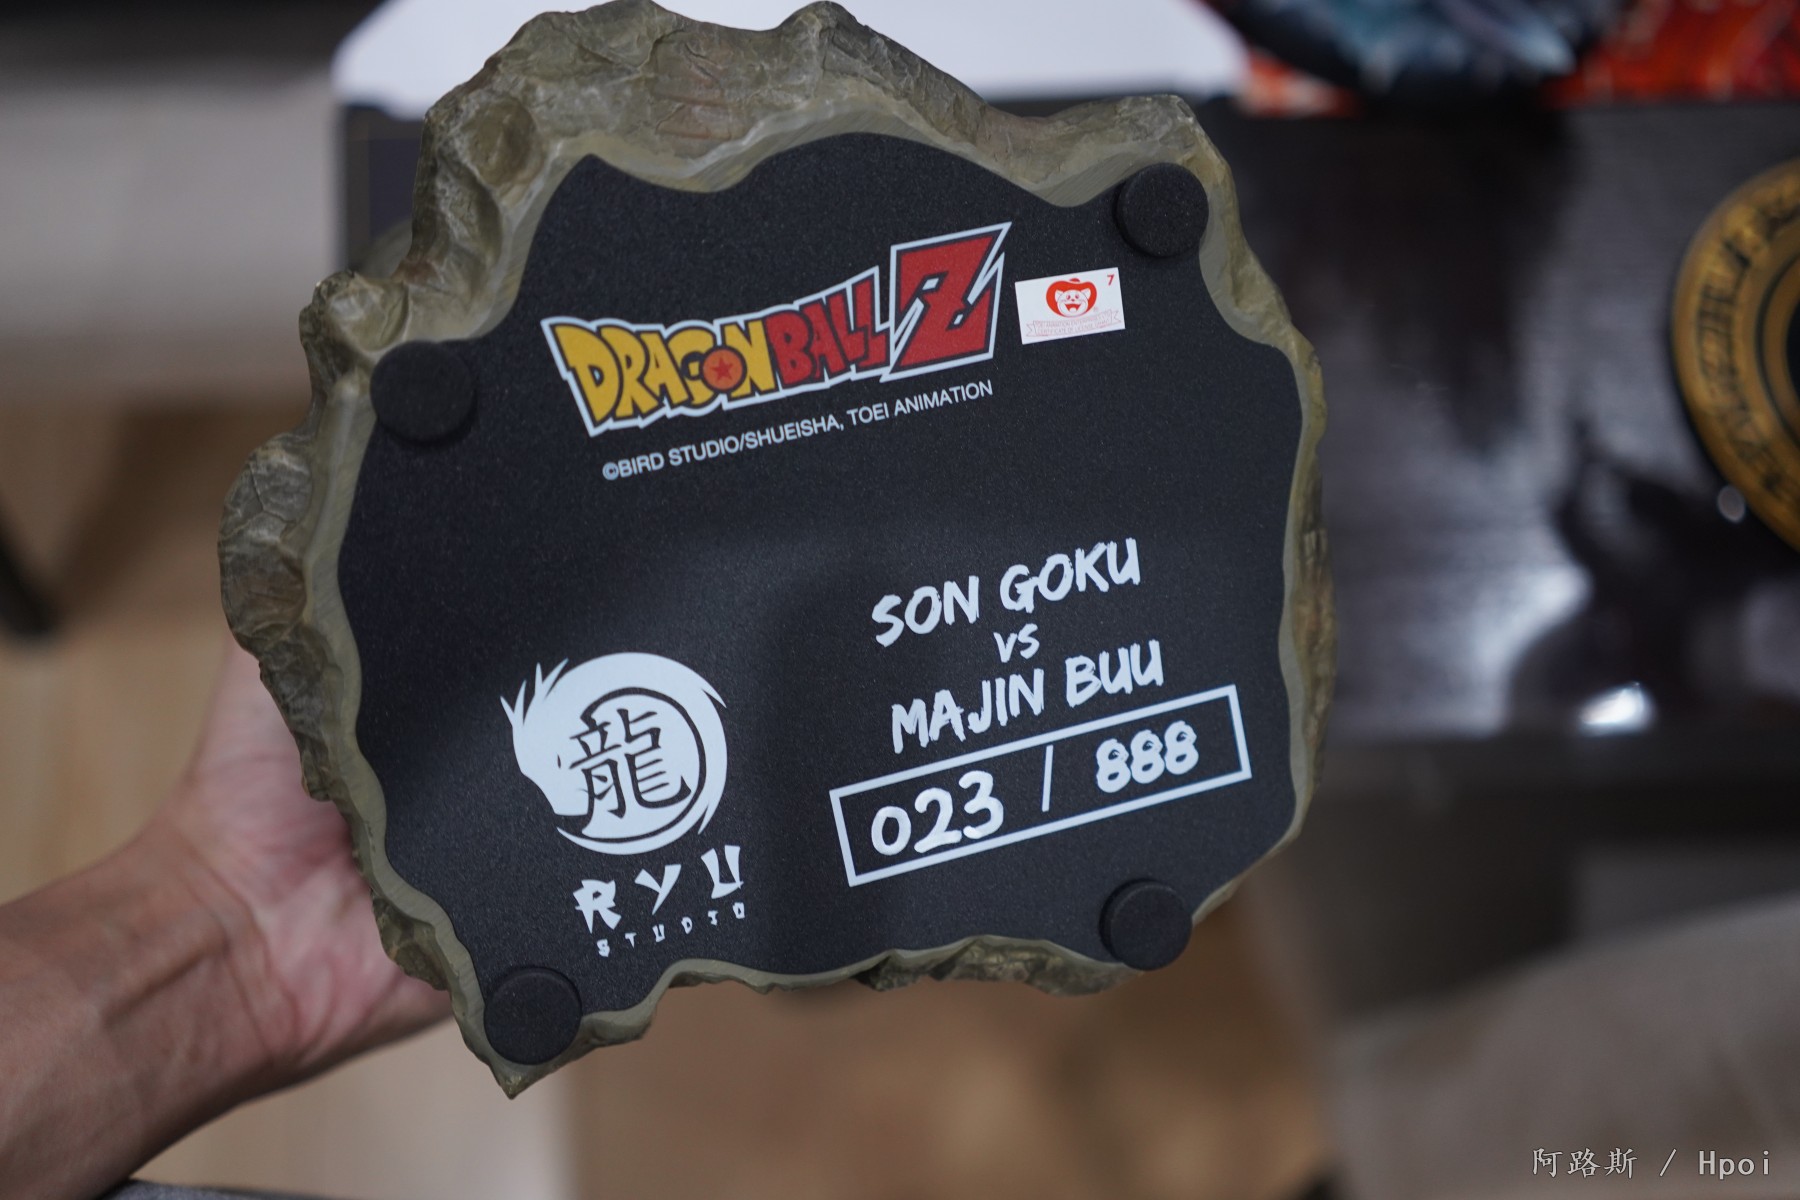 DRAGON BALL Z
7
©BIRD STUDIO/SHUEISHA, TOEI ANIMATION
SON GOKU
VS
MAJIN BUU
023 / 888
龍
RYU
STUDIO
阿路斯 / Hpoi